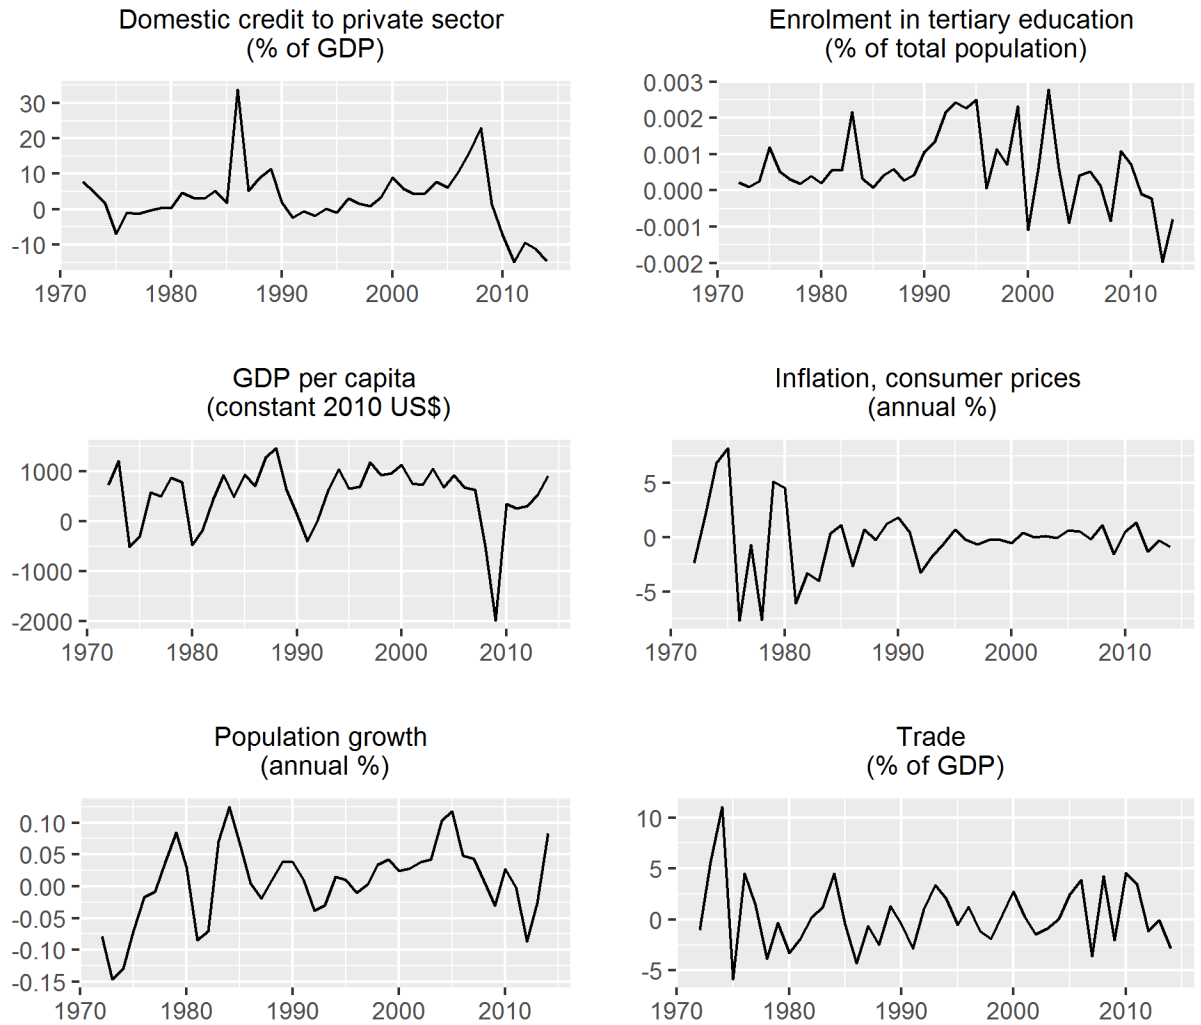 Domestic credit to private sector
(% of GDP)
30
20
10
0
-10
1970 1980 1990 2000 2010
Enrolment in tertiary education
(% of total population)
0.003
0.002
0.001
0.000
-0.001
-0.002
1970 1980 1990 2000 2010
GDP per capita
(constant 2010 US$)
1000
0
-1000
-2000
1970 1980 1990 2000 2010
Inflation, consumer prices
(annual %)
5
0
-5
1970 1980 1990 2000 2010
Population growth
(annual %)
0.10
0.05
0.00
-0.05
-0.10
-0.15
1970 1980 1990 2000 2010
Trade
(% of GDP)
10
5
0
-5
1970 1980 1990 2000 2010